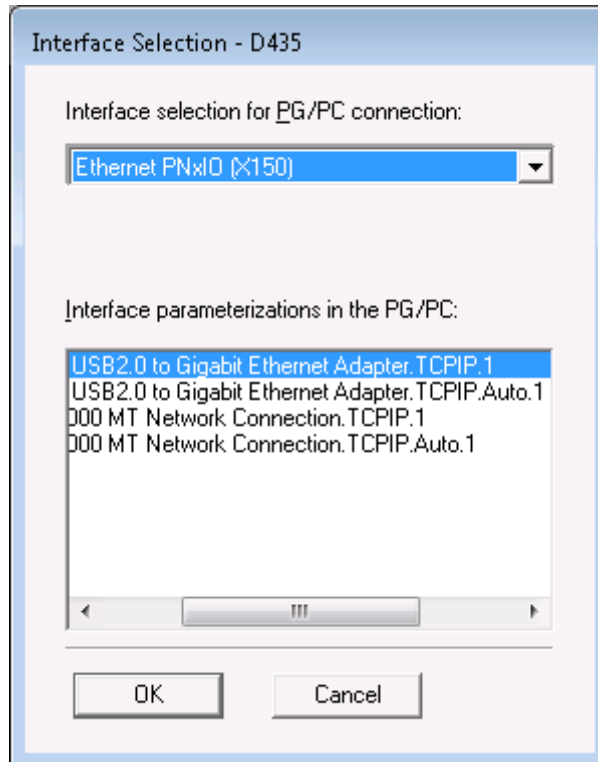 Interface Selection - D435
Interface selection for PG/PC connection:
Ethernet PNxIO (X150)
Interface parameterizations in the PG/PC:
USB2.0 to Gigabit Ethernet Adapter.TCPIP.1
USB2.0 to Gigabit Ethernet Adapter.TCPIP.Auto.1
000 MT Network Connection.TCPIP.1
000 MT Network Connection.TCPIP.Auto.1
OK
Cancel